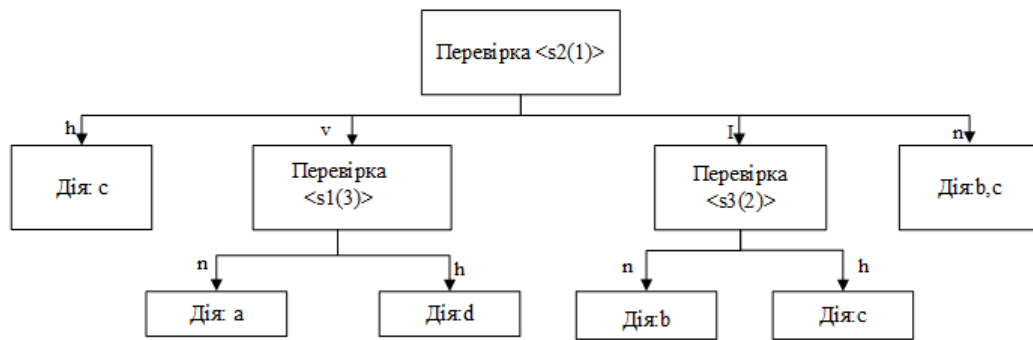 Перевірка <s2(1)>
h
v
I
n
Дія: c
Перевірка
<s1(3)>
Перевірка
<s3(2)>
Дія:b,c
n
h
n
h
Дія: a
Дія:d
Дія:b
Дія:c